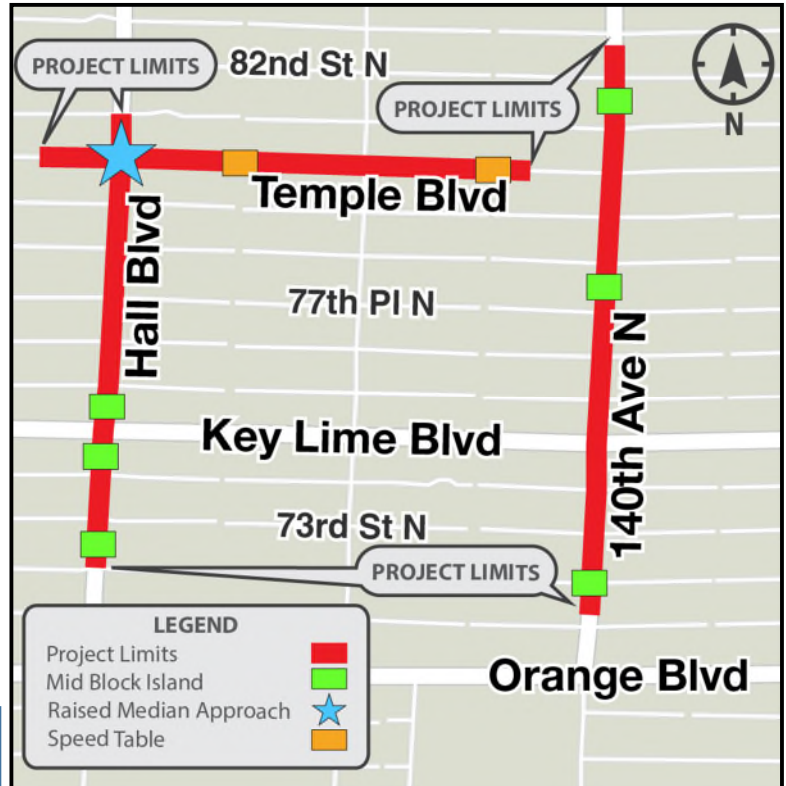 PROJECT LIMITS
82nd St N
PROJECT LIMITS
N
Temple Blvd
Hall Blvd
77th Pl N
140th Ave N
Key Lime Blvd
73rd St N
PROJECT LIMITS
Orange Blvd
LEGEND
Project Limits
Mid Block Island
Raised Median Approach
Speed Table